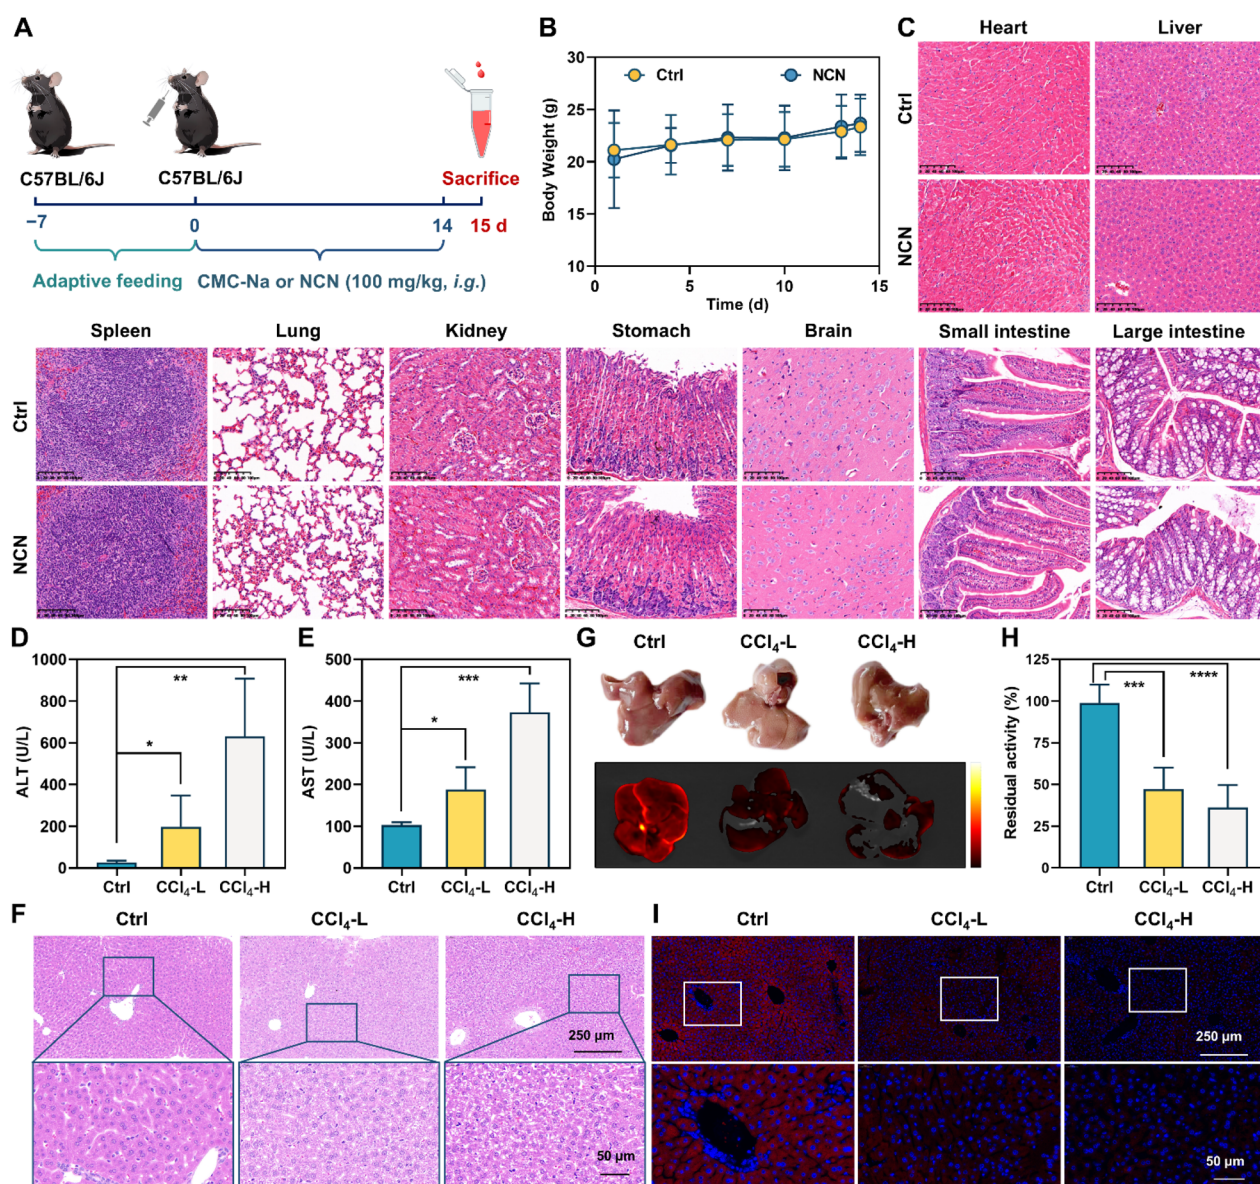 A
C57BL/6J
C57BL/6J
Sacrifice
−7
0
14
15 d
Adaptive feeding
CMC-Na or NCN (100 mg/kg, i.g.)
B
Body Weight (g)
30
25
20
15
10
Ctrl
NCN
0
5
10
15
Time (d)
C
Heart
Liver
Ctrl
NCN
Spleen
Lung
Kidney
Stomach
Brain
Small intestine
Large intestine
Ctrl
NCN
D
ALT (U/L)
1000
800
600
400
200
0
**
*
Ctrl
CCl₄-L
CCl₄-H
E
AST (U/L)
500
400
300
200
100
0
***
*
Ctrl
CCl₄-L
CCl₄-H
G
Ctrl
CCl₄-L
CCl₄-H
H
Residual activity (%)
125
100
75
50
25
0
***
****
Ctrl
CCl₄-L
CCl₄-H
F
Ctrl
CCl₄-L
CCl₄-H
250 μm
50 μm
I
Ctrl
CCl₄-L
CCl₄-H
250 μm
50 μm